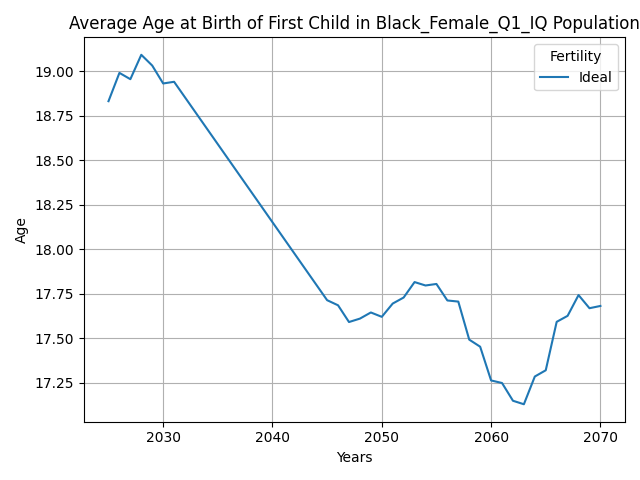 Average Age at Birth of First Child in Black_Female_Q1_IQ Population
Fertility
Ideal
19.00
18.75
18.50
18.25
18.00
17.75
17.50
17.25
Age
2030 2040 2050 2060 2070
Years